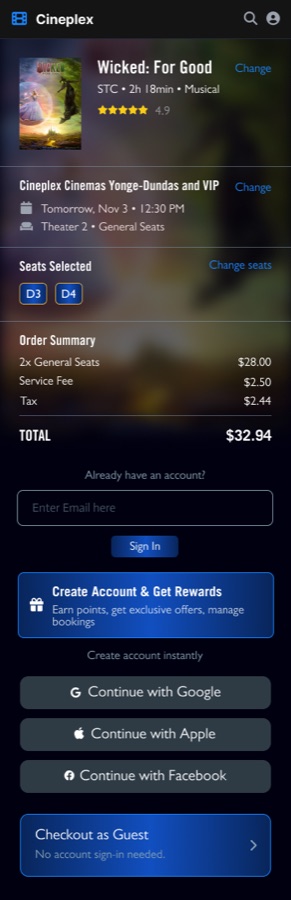 Cineplex
WICKED
Wicked: For Good
Change
STC • 2h 18min • Musical
4.9
Cineplex Cinemas Yonge-Dundas and VIP
Change
Tomorrow, Nov 3 • 12:30 PM
Theater 2 • General Seats
Seats Selected
Change seats
D3 D4
Order Summary
2x General Seats $28.00
Service Fee $2.50
Tax $2.44
TOTAL $32.94
Already have an account?
Enter Email here
Sign In
Create Account & Get Rewards
Earn points, get exclusive offers, manage
bookings
Create account instantly
Continue with Google
Continue with Apple
Continue with Facebook
Checkout as Guest
No account sign-in needed.